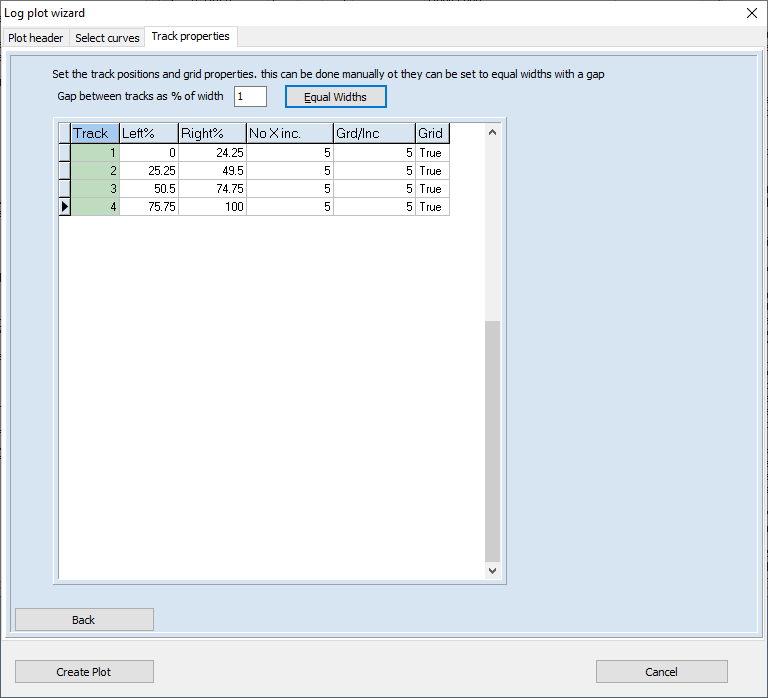 Log plot wizard
Plot header Select curves Track properties
Set the track positions and grid properties. this can be done manually ot they can be set to equal widths with a gap
Gap between tracks as % of width 1 Equal Widths
Track Left% Right% No X inc. Grd/Inc Grid
1 0 24.25 5 5 True
2 25.25 49.5 5 5 True
3 50.5 74.75 5 5 True
4 75.75 100 5 5 True
Back
Create Plot Cancel